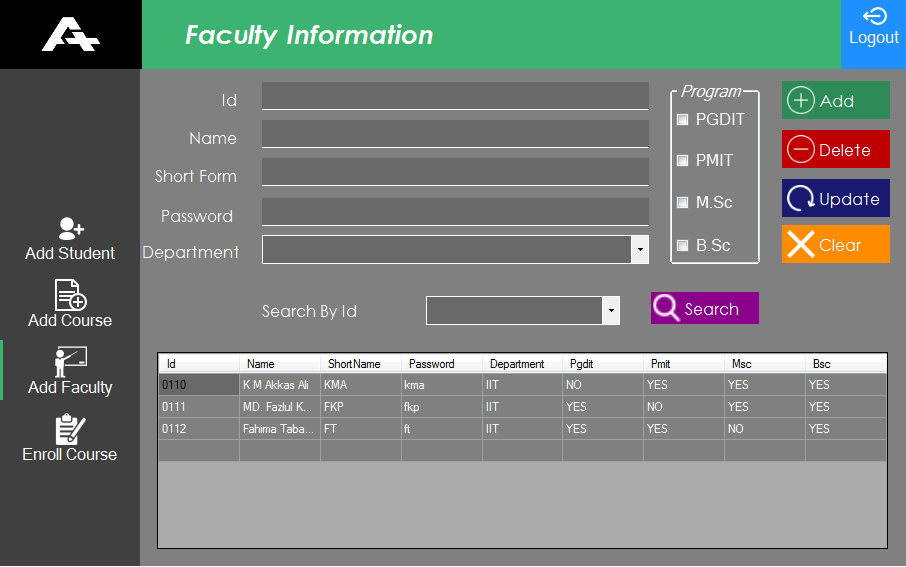 Faculty Information
Logout
Id
Name
Short Form
Password
Department
Program
PGDIT
PMIT
M.Sc
B.Sc
Add
Delete
Update
Clear
Add Student
Add Course
Add Faculty
Enroll Course
Search By Id
Search
Id Name ShortName Password Department Pgdit Pmit Msc Bsc
0110 K M Akkas Ali KMA kma IIT NO YES YES YES
0111 MD. Fazlul K... FKP fkp IIT YES NO YES YES
0112 Fahima Taba... FT ft IIT YES YES NO YES